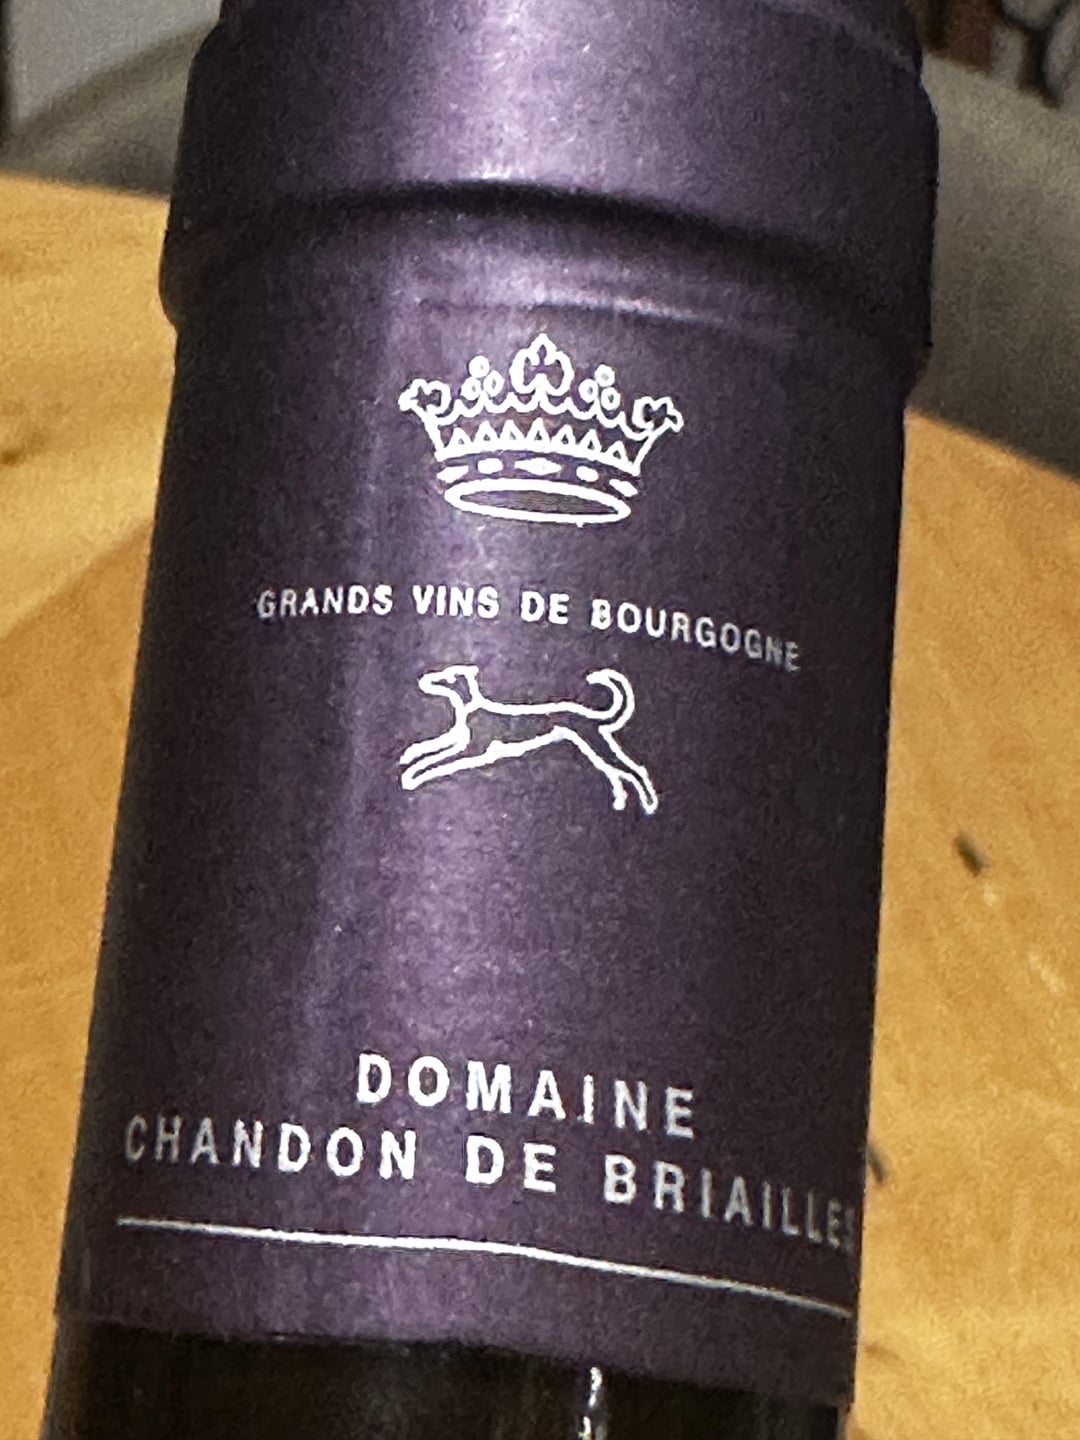 GRANDS VINS DE BOURGOGNE
DOMAINE
CHANDON DE BRIAILLES